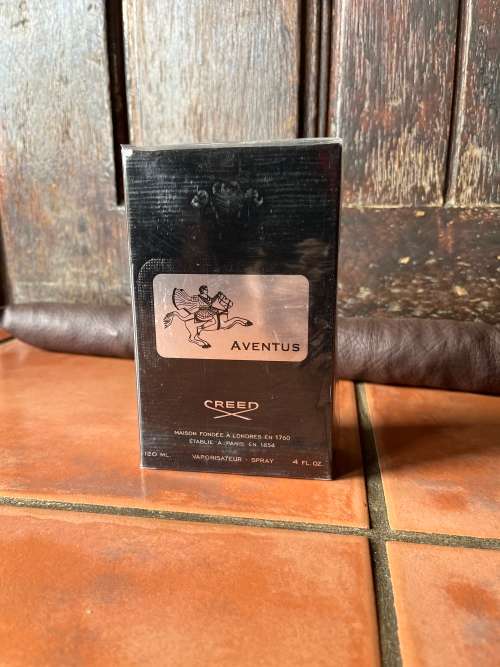 AVENTUS
CREED
MAISON FONDÉE À LONDRES EN 1760
ÉTABLIE À PARIS EN 1854
120 ML VAPORISATEUR - SPRAY 4 FL.OZ.